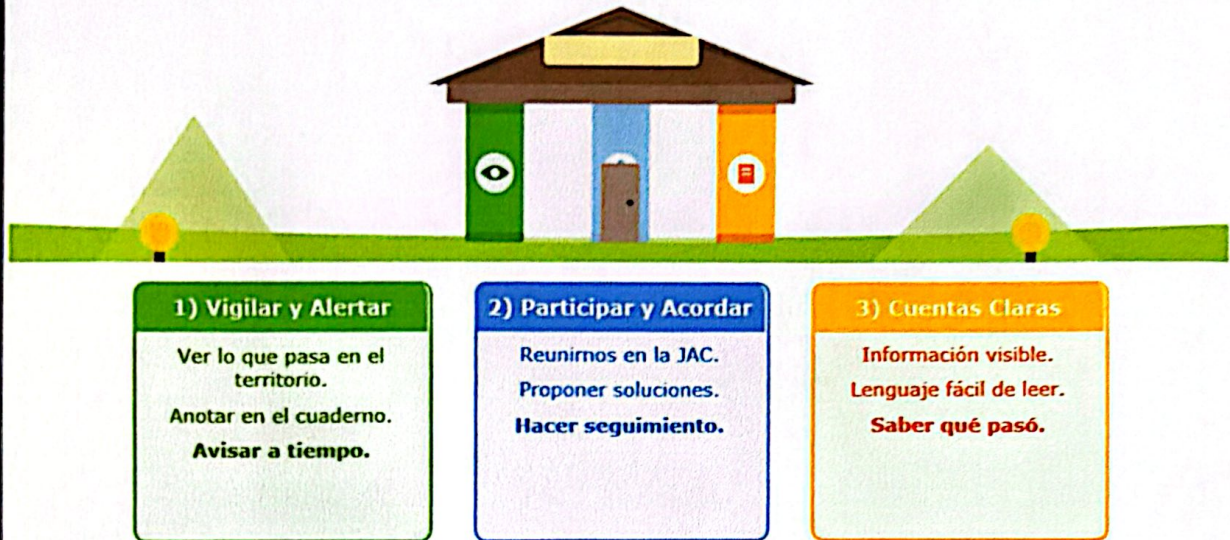 1) Vigilar y Alertar
Ver lo que pasa en el
territorio.
Anotar en el cuaderno.
Avisar a tiempo.
2) Participar y Acordar
Reunirnos en la JAC.
Proponer soluciones.
Hacer seguimiento.
3) Cuentas Claras
Información visible.
Lenguaje fácil de leer.
Saber qué pasó.